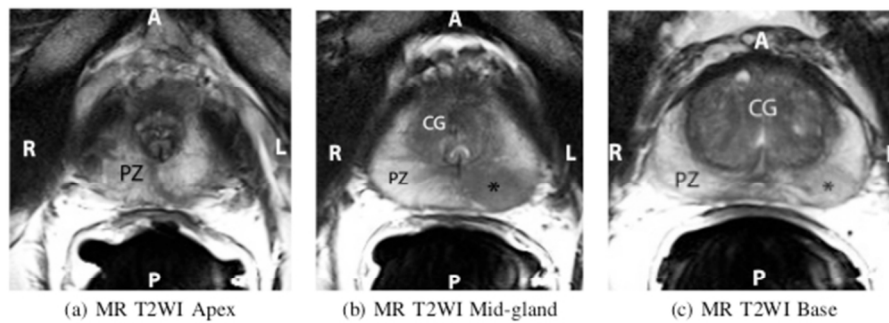 A
R
L
PZ
P
A
CG
R
L
PZ
*
P
A
CG
R
PZ
*
P
(a) MR T2WI Apex
(b) MR T2WI Mid-gland
(c) MR T2WI Base